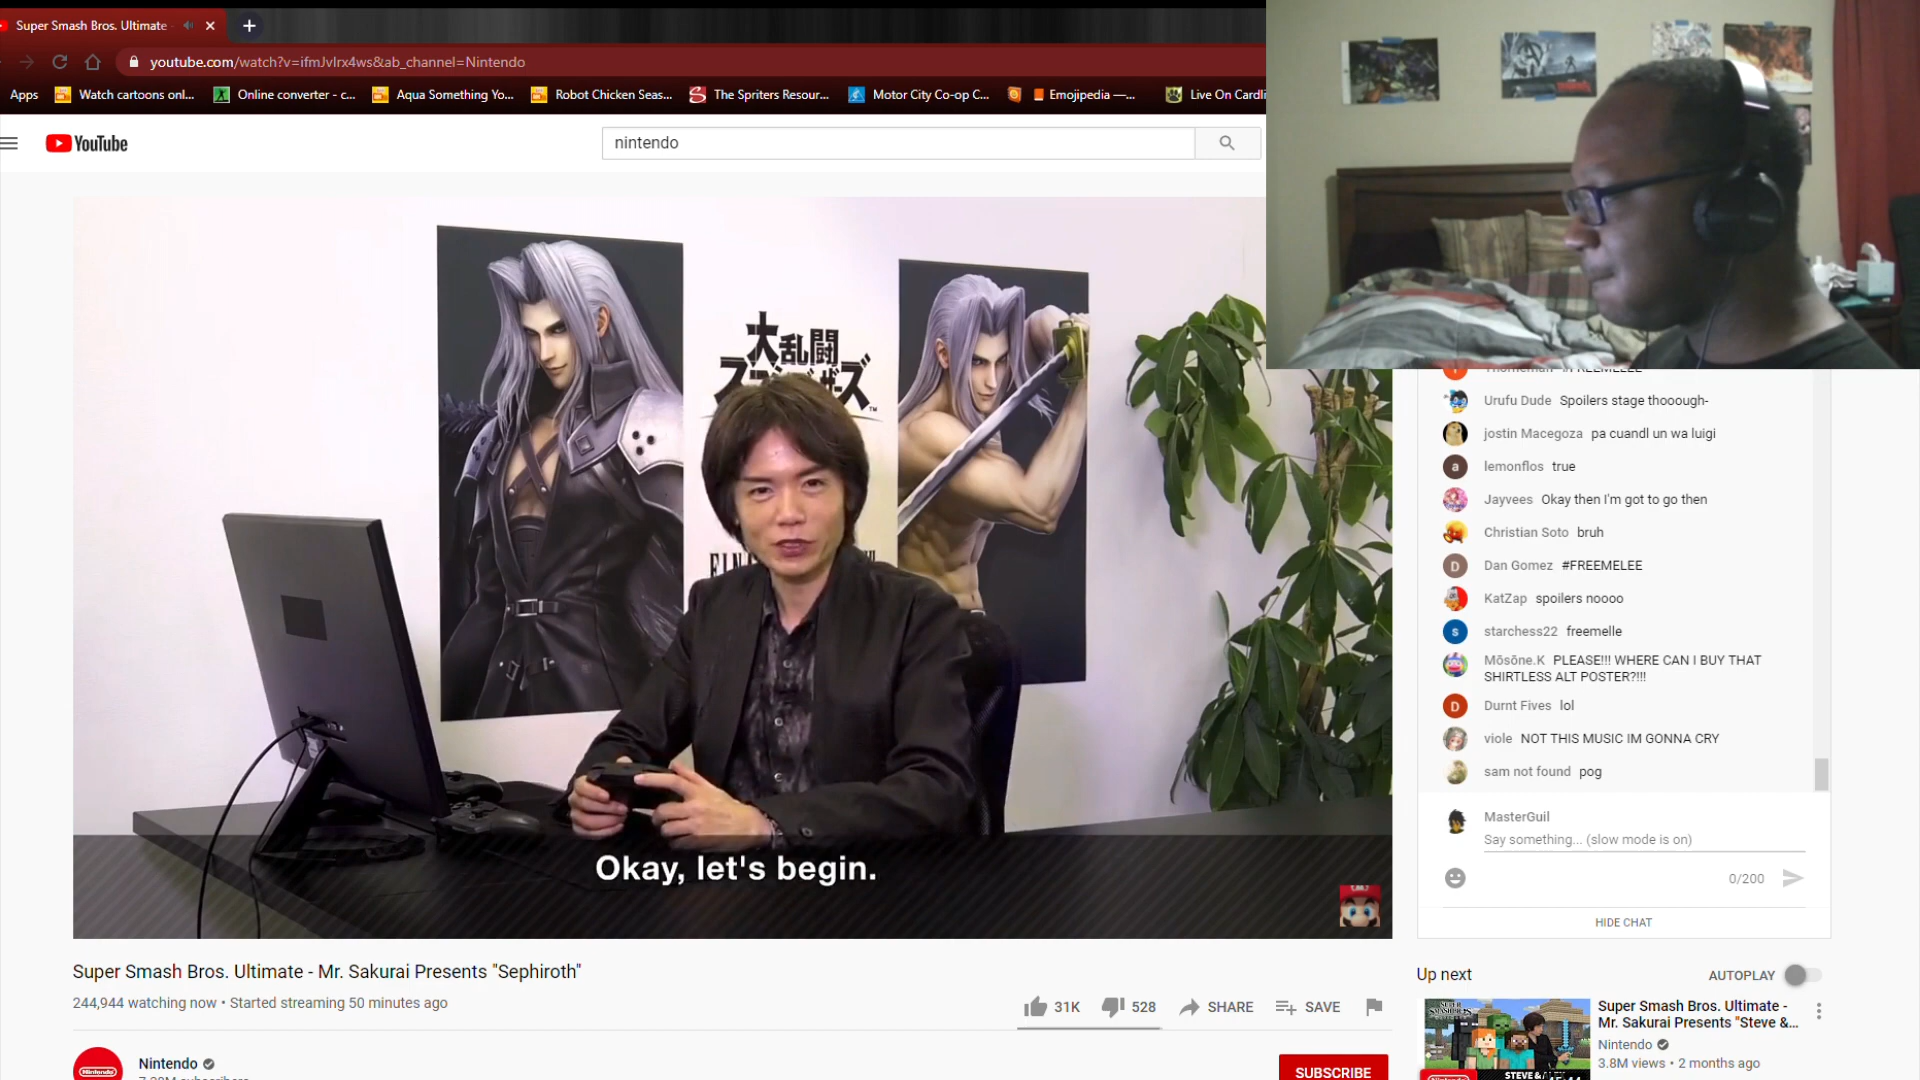 Super Smash Bros. Ultimate
youtube.com/watch?v=ifmJvlrx4ws&ab_channel=Nintendo
Apps
Watch cartoons onl...
Online converter - c...
Aqua Something Yo...
Robot Chicken Seas...
The Spriters Resour...
Motor City Co-op C...
Emojipedia —...
Live On Cardli
YouTube
nintendo
大乱闘
Okay, let's begin.
Urufu Dude Spoilers stage thooough-
jostin Macegoza pa cuandl un wa luigi
a
lemonflos true
Jayvees Okay then I'm got to go then
Christian Soto bruh
D
Dan Gomez #FREEMELEE
KatZap spoilers noooo
s
starchess22 freemelle
Mōsōne.K PLEASE!!! WHERE CAN I BUY THAT
SHIRTLESS ALT POSTER?!!!
D
Durnt Fives lol
viole NOT THIS MUSIC IM GONNA CRY
sam not found pog
MasterGuil
Say something... (slow mode is on)
0/200
HIDE CHAT
Super Smash Bros. Ultimate - Mr. Sakurai Presents "Sephiroth"
244,944 watching now • Started streaming 50 minutes ago
31K
528
SHARE
SAVE
Nintendo
Nintendo
SUBSCRIBE
Up next
AUTOPLAY
Super Smash Bros. Ultimate -
Mr. Sakurai Presents "Steve &...
Nintendo
3.8M views • 2 months ago
STEVE &